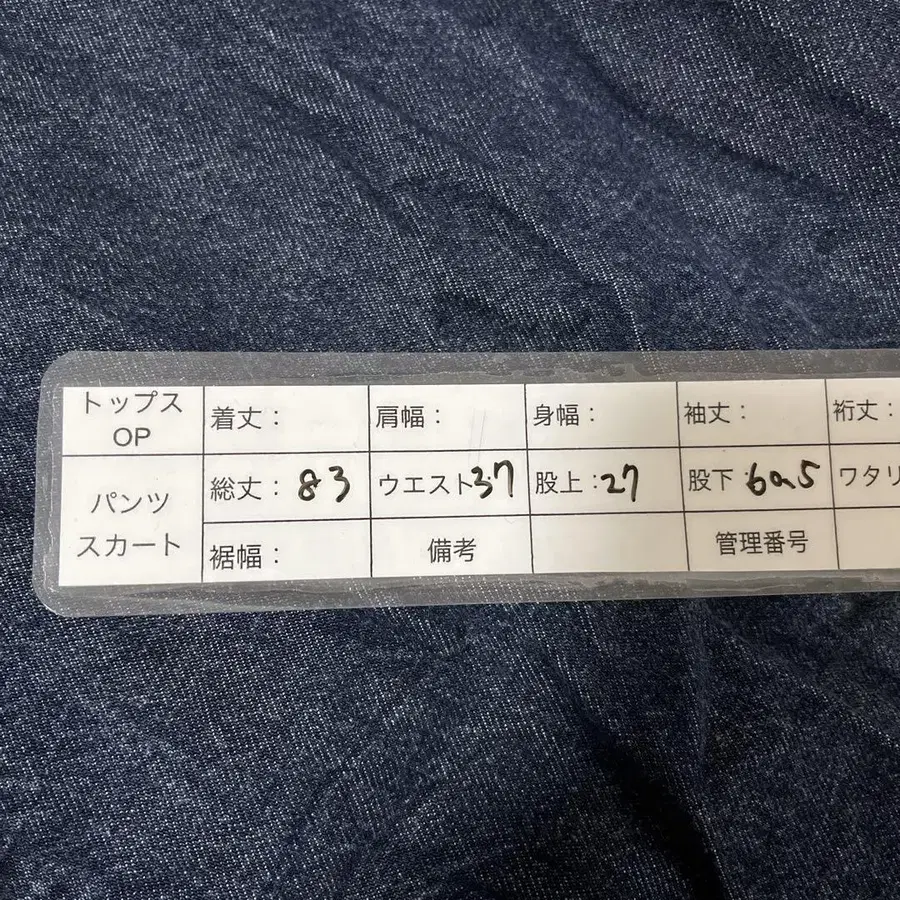 トップス OP 着丈： 肩幅： 身幅： 袖丈： 裄丈：
パンツ スカート 総丈：83 ウエスト37 股上：27 股下：60.5 ワタリ
裾幅： 備考 管理番号